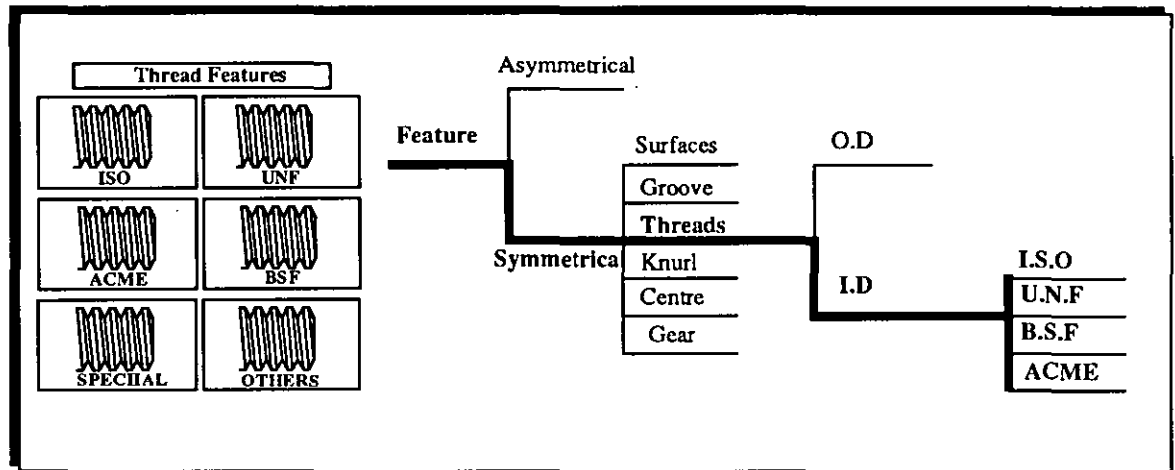 Thread Features
ISO
UNF
ACME
BSF
SPECIIAL
OTHERS
Feature
Asymmetrical
Symmetrica
Surfaces
Groove
Threads
Knurl
Centre
Gear
O.D
I.D
I.S.O
U.N.F
B.S.F
ACME